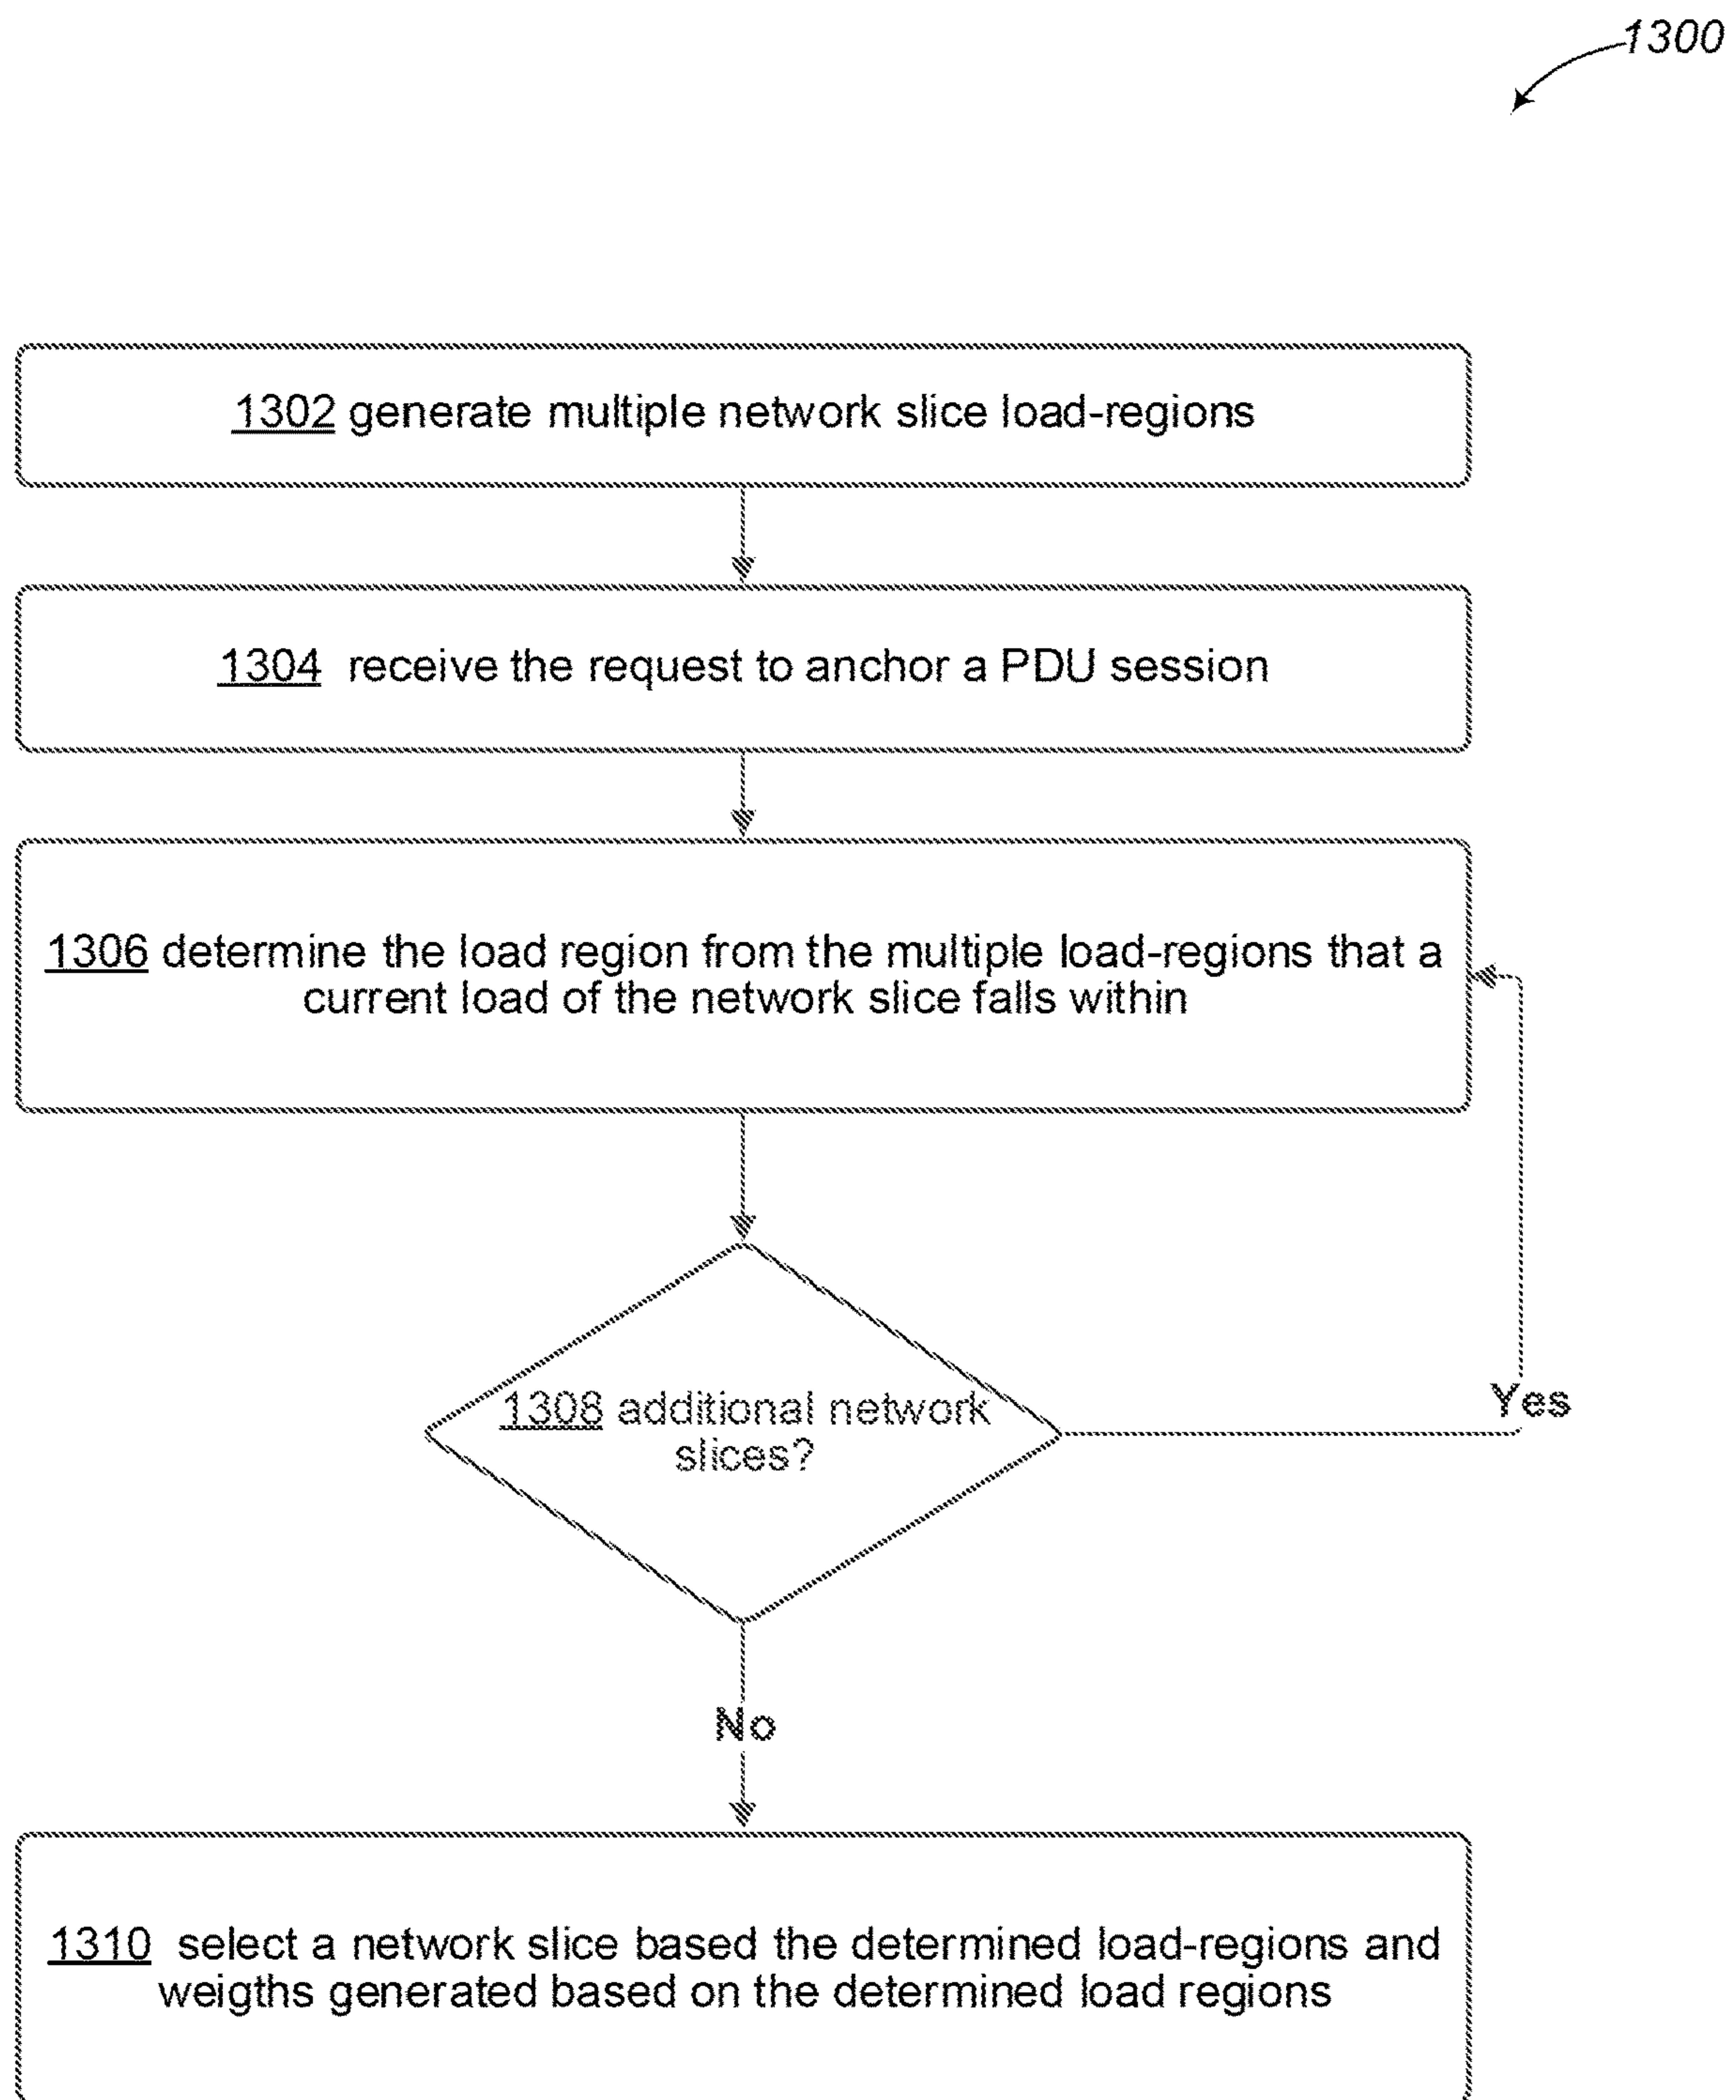 1300
1302 generate multiple network slice load-regions
1304 receive the request to anchor a PDU session
1306 determine the load region from the multiple load-regions that a
current load of the network slice falls within
1308 additional network
slices?
Yes
No
1310 select a network slice based the determined load-regions and
weigths generated based on the determined load regions